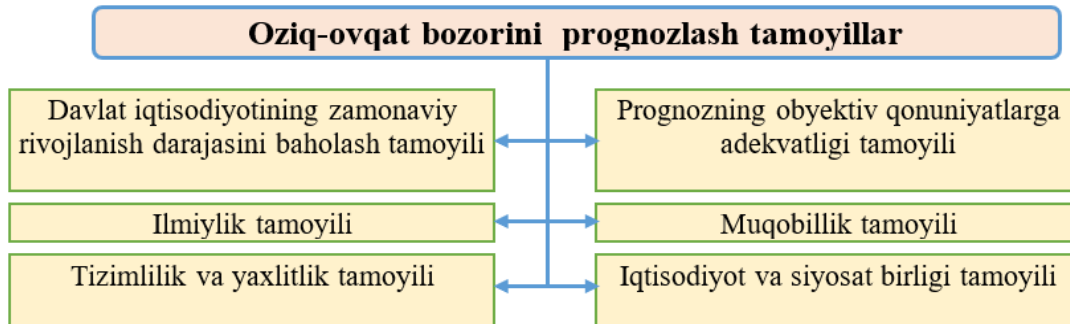 Oziq-ovqat bozorini prognozlash tamoyillar
Davlat iqtisodiyotining zamonaviy
rivojlanish darajasini baholash tamoyili
Prognozning obyektiv qonuniyatlarga
adekvatligi tamoyili
Ilmiylik tamoyili
Muqobillik tamoyili
Tizimlilik va yaxlitlik tamoyili
Iqtisodiyot va siyosat birligi tamoyili